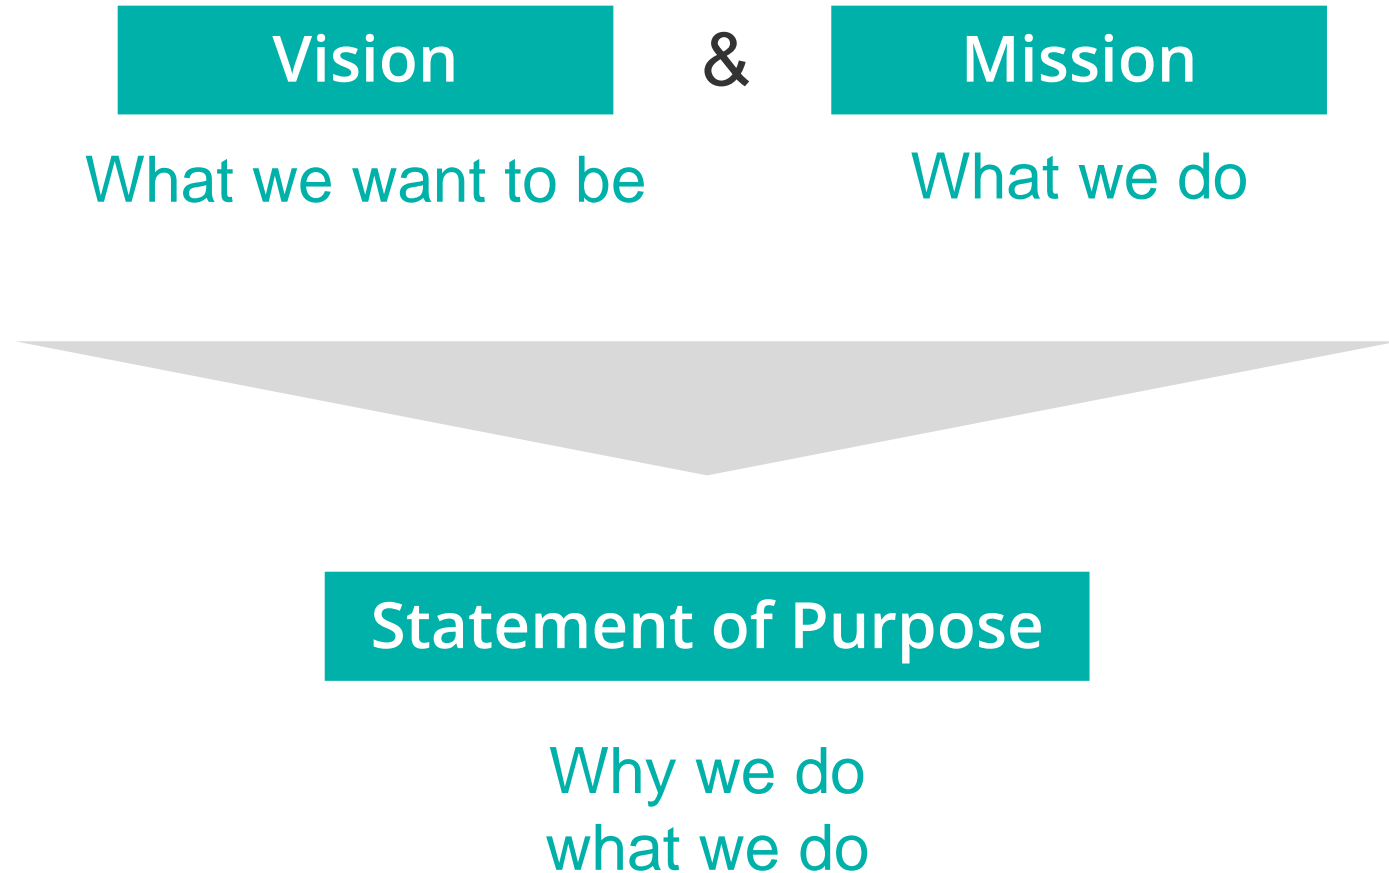 Vision & Mission
What we want to be
What we do
Statement of Purpose
Why we do
what we do